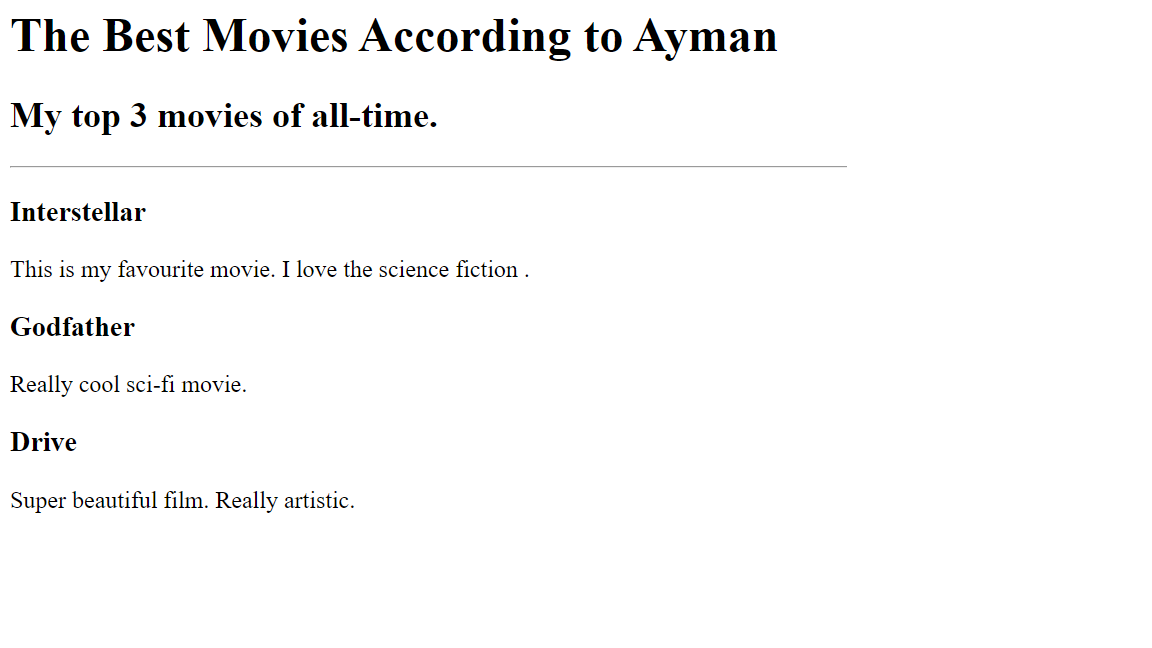 The Best Movies According to Ayman
My top 3 movies of all-time.
Interstellar
This is my favourite movie. I love the science fiction .
Godfather
Really cool sci-fi movie.
Drive
Super beautiful film. Really artistic.